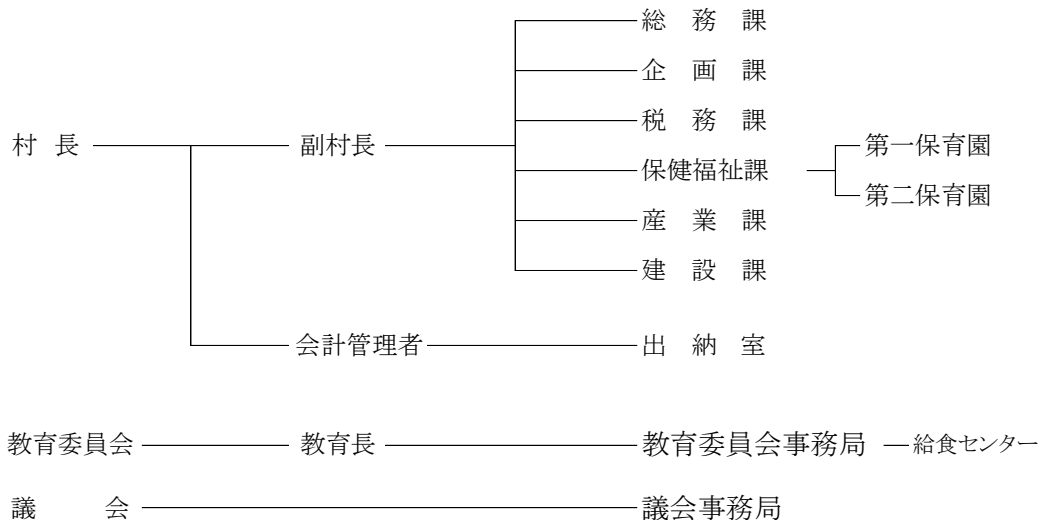 総務課
企画課
税務課
村長 副村長 保健福祉課 第一保育園
第二保育園
産業課
建設課
会計管理者 出納室
教育委員会 教育長 教育委員会事務局 給食センター
議会 議会事務局